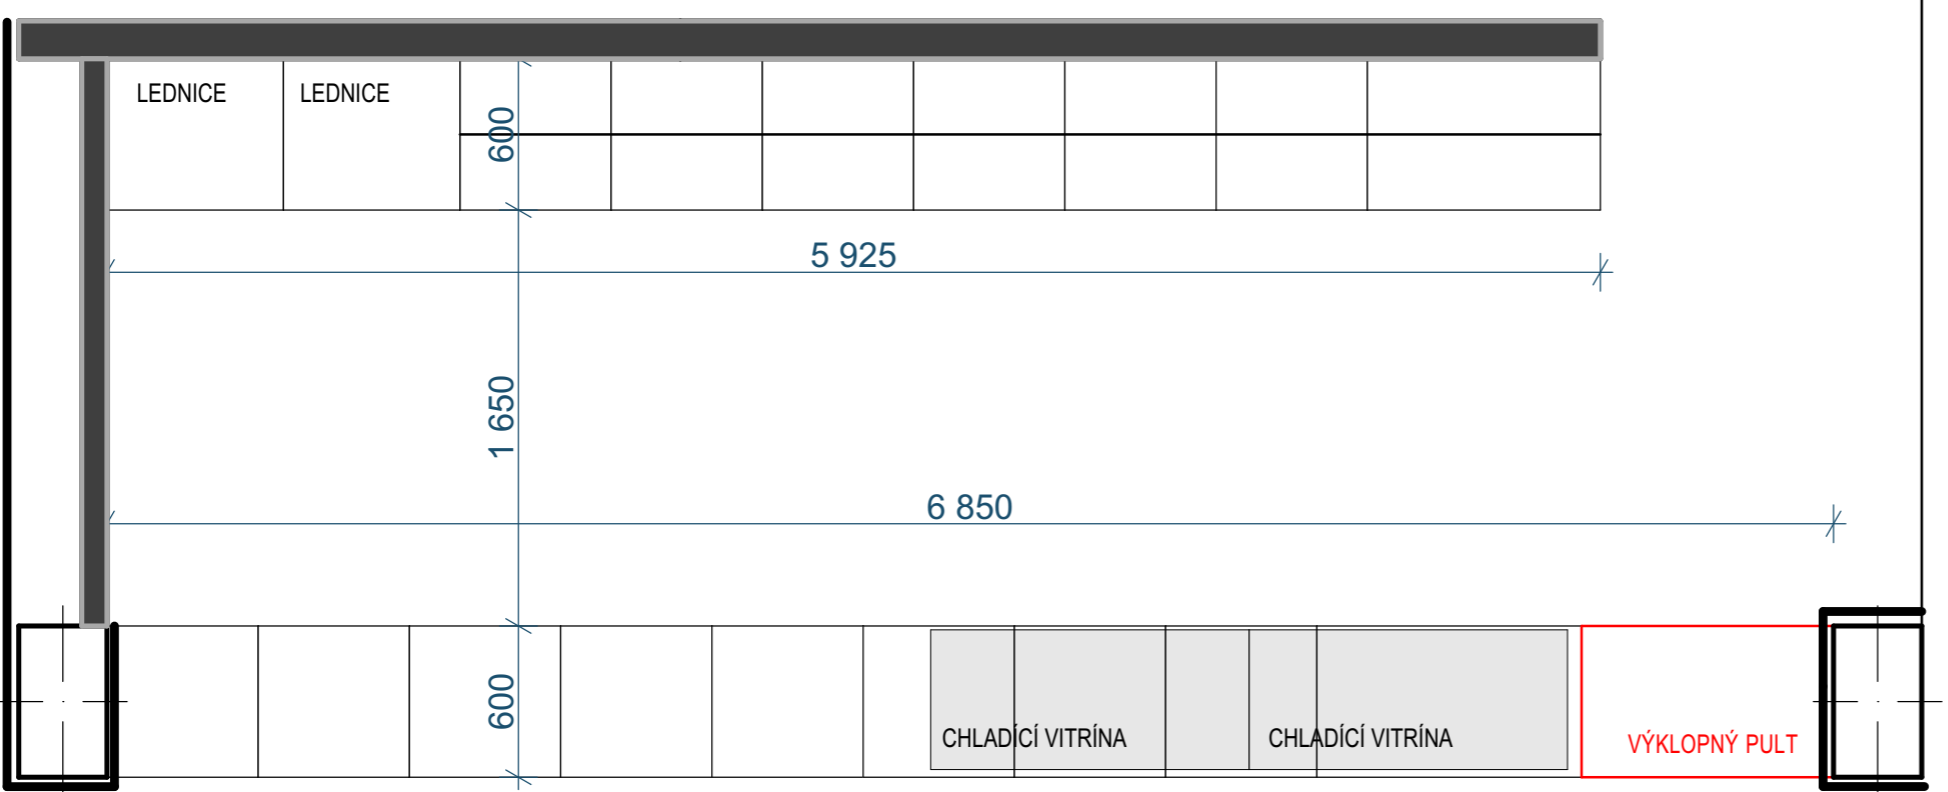 LEDNICE
LEDNICE
600
5 925
1 650
6 850
600
CHLADÍCÍ VITRÍNA
CHLADÍCÍ VITRÍNA
VÝKLOPNÝ PULT